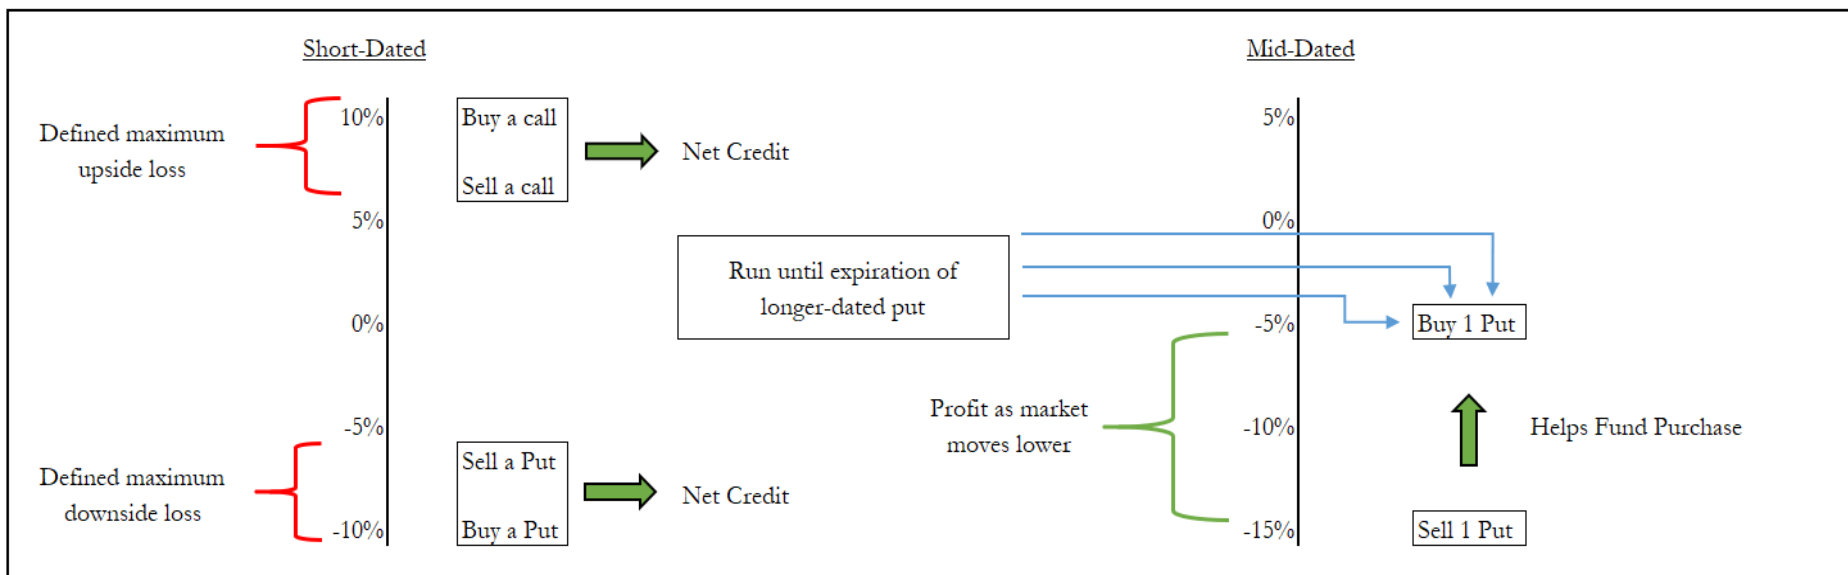 Short-Dated
Mid-Dated
10%
Buy a call
Defined maximum
upside loss
Net Credit
Sell a call
5%
5%
0%
Run until expiration of
longer-dated put
0%
-5%
Buy 1 Put
Profit as market
moves lower
-5%
-10%
Helps Fund Purchase
Sell a Put
Defined maximum
downside loss
Net Credit
-10%
Buy a Put
-15%
Sell 1 Put